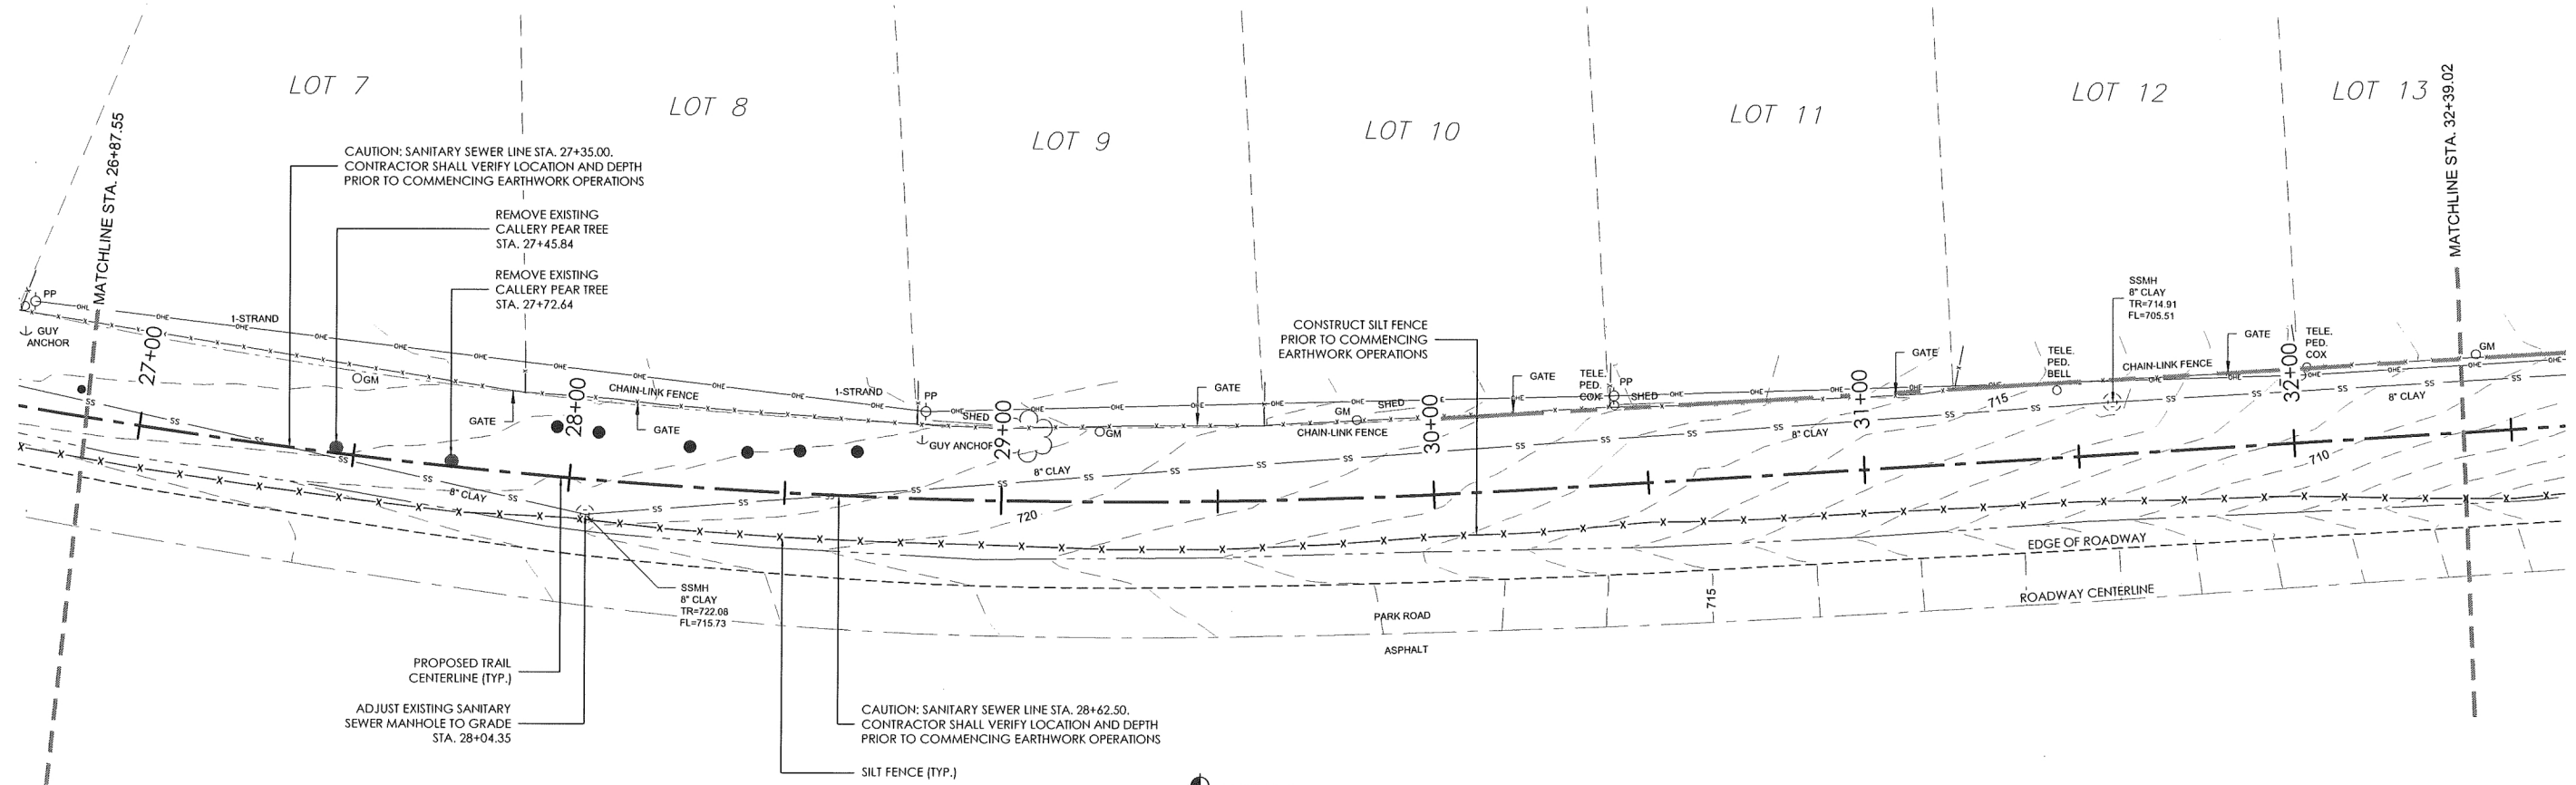 LOT 7
LOT 8
LOT 9
LOT 10
LOT 11
LOT 12
LOT 13
MATCHLINE STA. 26+87.55
MATCHLINE STA. 32+39.02
CAUTION: SANITARY SEWER LINE STA. 27+35.00.
CONTRACTOR SHALL VERIFY LOCATION AND DEPTH
PRIOR TO COMMENCING EARTHWORK OPERATIONS
REMOVE EXISTING
CALLERY PEAR TREE
STA. 27+45.84
REMOVE EXISTING
CALLERY PEAR TREE
STA. 27+72.64
CONSTRUCT SILT FENCE
PRIOR TO COMMENCING
EARTHWORK OPERATIONS
SSMH
8" CLAY
TR=714.91
FL=705.51
PP
GUY
ANCHOR
1-STRAND
27+00
GM
GATE
28+00
CHAIN-LINK FENCE
GATE
1-STRAND
PP
SHED
GUY ANCHOR
29+00
GM
GATE
GM
SHED
CHAIN-LINK FENCE
30+00
GATE
TELE.
PED.
COX
PP
SHED
31+00
GATE
715
TELE.
PED.
BELL
CHAIN-LINK FENCE
GATE
32+00
TELE.
PED.
COX
GM
8" CLAY
8" CLAY
8" CLAY
8" CLAY
720
710
EDGE OF ROADWAY
ROADWAY CENTERLINE
715
PARK ROAD
ASPHALT
SSMH
8" CLAY
TR=722.08
FL=715.73
PROPOSED TRAIL
CENTERLINE (TYP.)
ADJUST EXISTING SANITARY
SEWER MANHOLE TO GRADE
STA. 28+04.35
CAUTION: SANITARY SEWER LINE STA. 28+62.50.
CONTRACTOR SHALL VERIFY LOCATION AND DEPTH
PRIOR TO COMMENCING EARTHWORK OPERATIONS
SILT FENCE (TYP.)